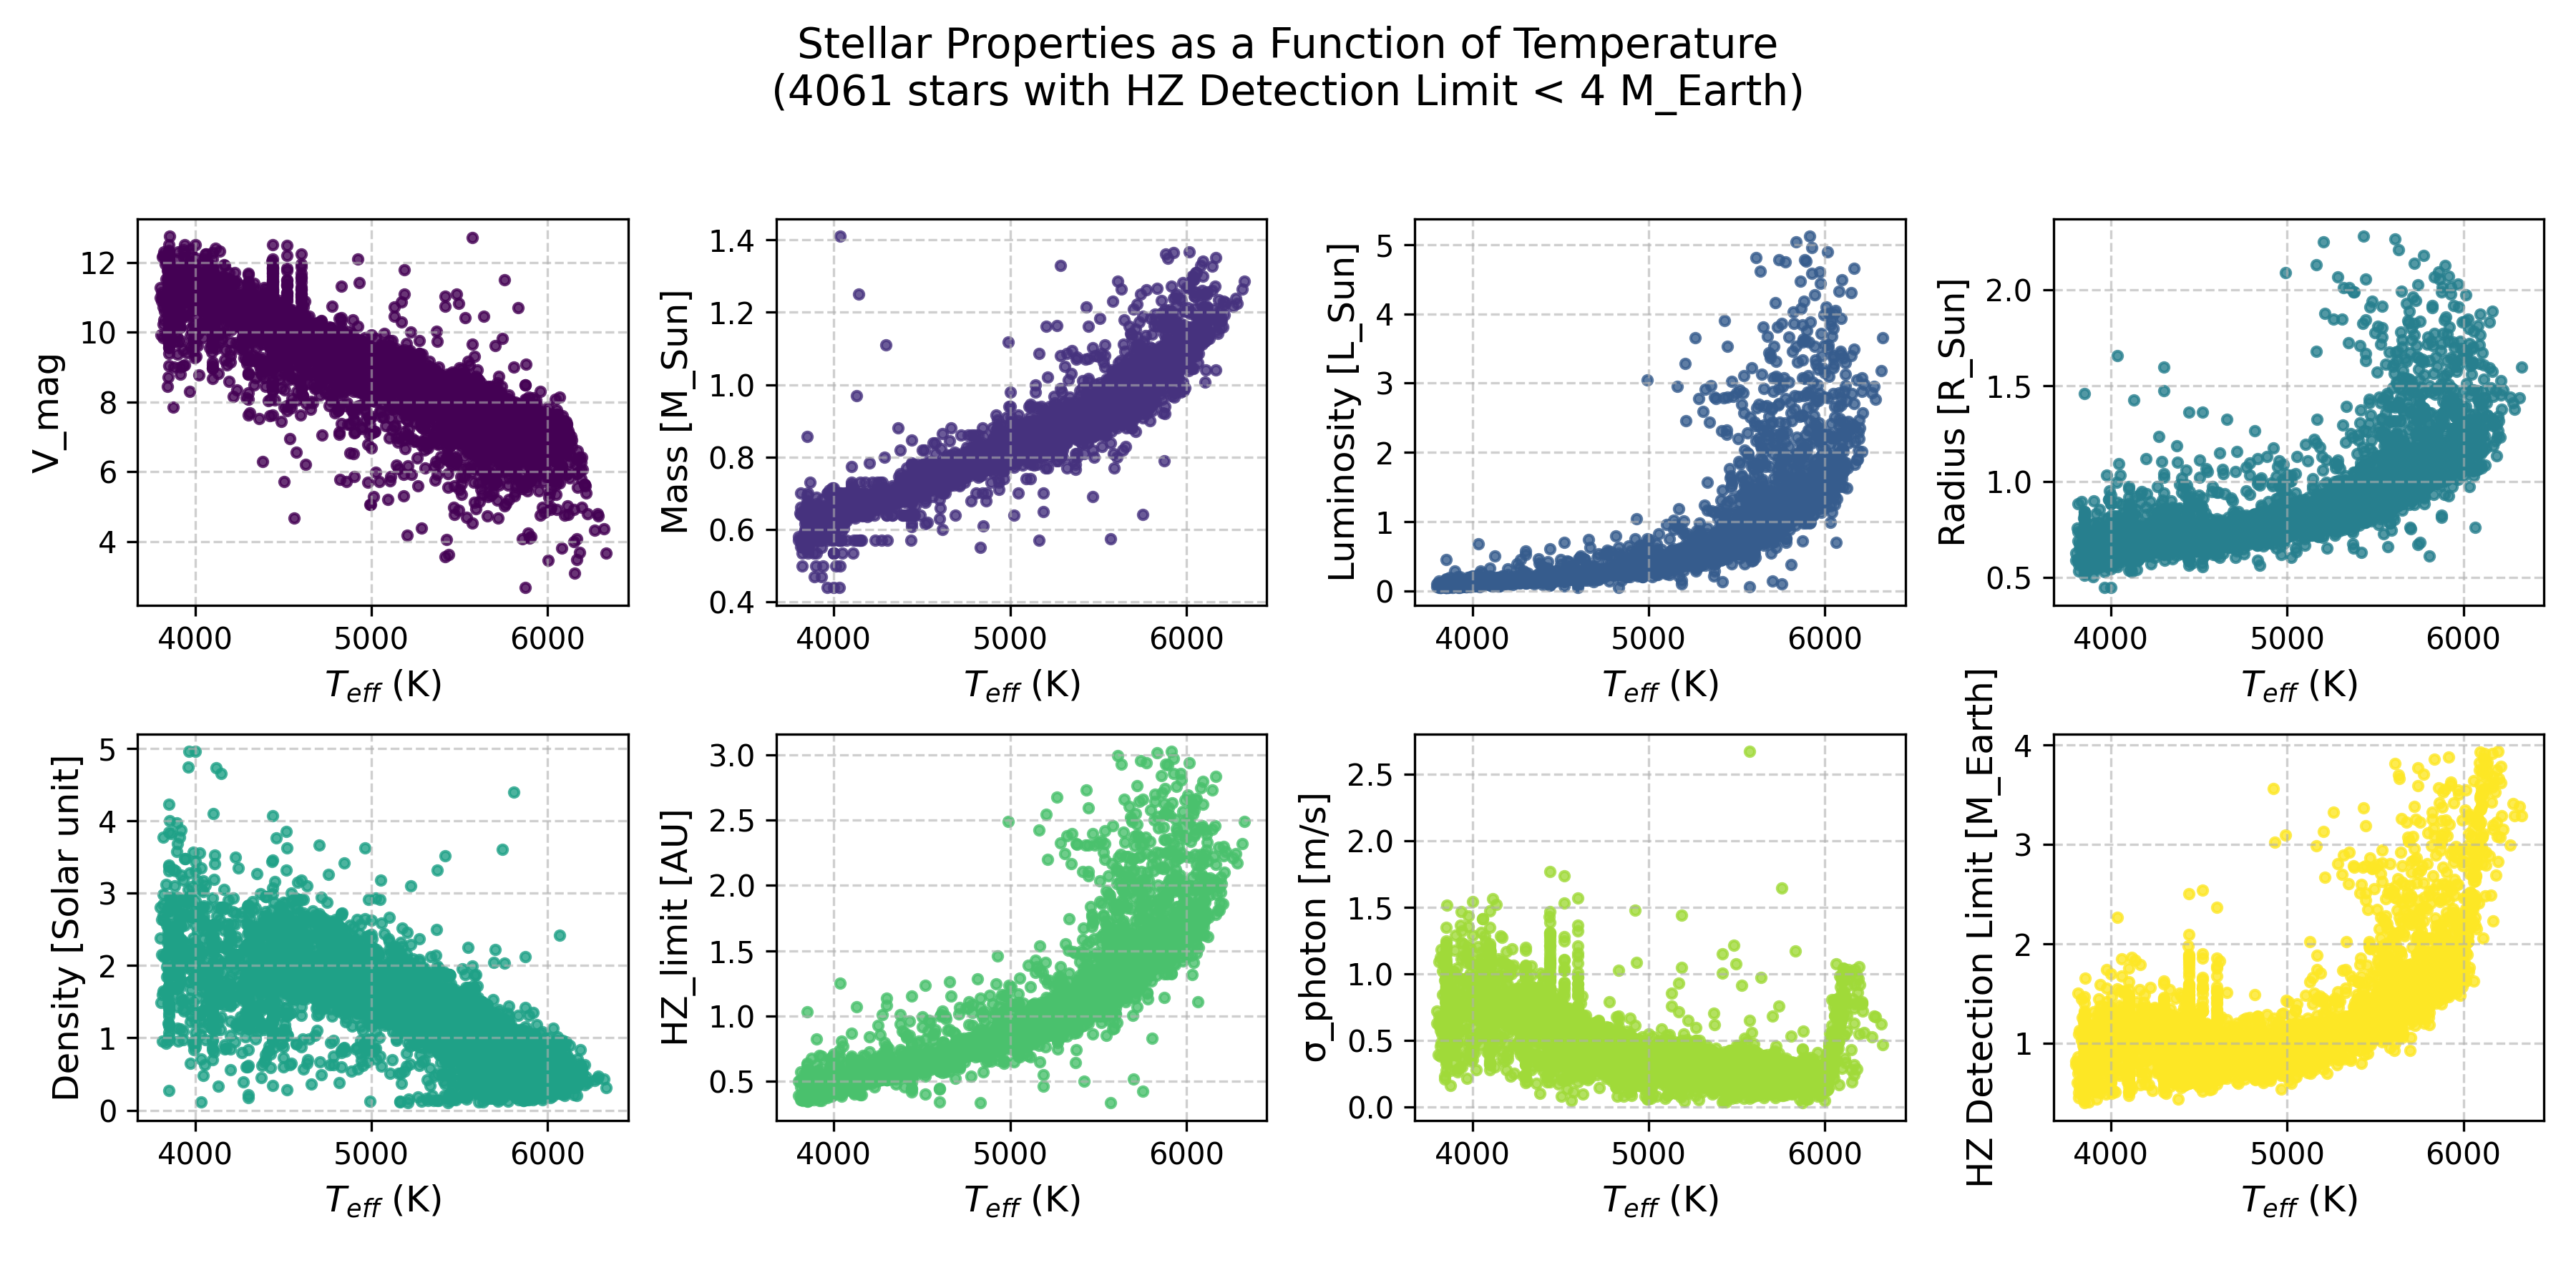 Stellar Properties as a Function of Temperature
(4061 stars with HZ Detection Limit < 4 M_Earth)
V_mag
12
10
8
6
4
4000 5000 6000
T_eff (K)
Mass [M_Sun]
1.4
1.2
1.0
0.8
0.6
0.4
4000 5000 6000
T_eff (K)
Luminosity [L_Sun]
5
4
3
2
1
0
4000 5000 6000
T_eff (K)
Radius [R_Sun]
2.0
1.5
1.0
0.5
4000 5000 6000
T_eff (K)
Density [Solar unit]
5
4
3
2
1
0
4000 5000 6000
T_eff (K)
HZ_limit [AU]
3.0
2.5
2.0
1.5
1.0
0.5
4000 5000 6000
T_eff (K)
σ_photon [m/s]
2.5
2.0
1.5
1.0
0.5
0.0
4000 5000 6000
T_eff (K)
HZ Detection Limit [M_Earth]
4
3
2
1
4000 5000 6000
T_eff (K)